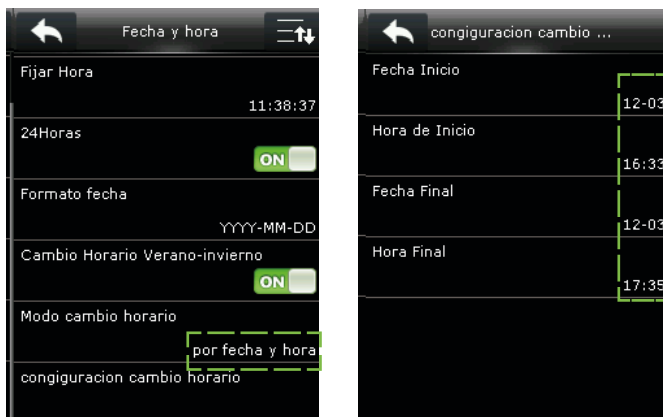 Fecha y hora
Fijar Hora
11:38:37
24Horas
ON
Formato fecha
YYYY-MM-DD
Cambio Horario Verano-invierno
ON
Modo cambio horario
por fecha y hora
congiguracion cambio horario
congiguracion cambio ...
Fecha Inicio
12-03
Hora de Inicio
16:33
Fecha Final
12-03
Hora Final
17:35